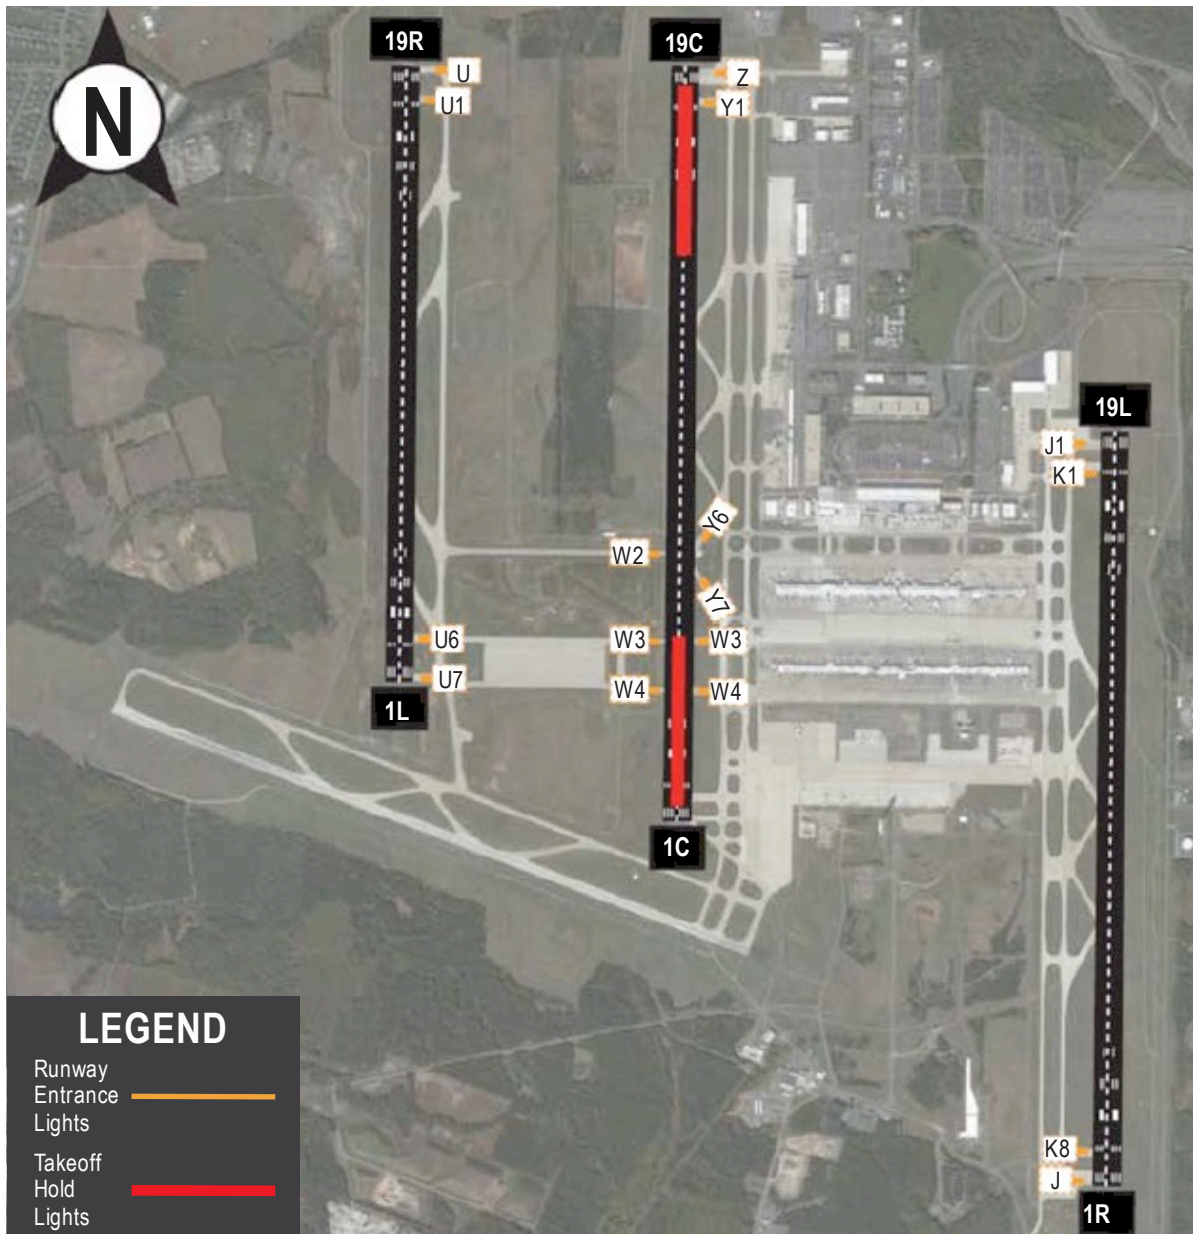 19R
19C
N
U
U1
Z
Y1
19L
J1
K1
Y6
W2
Y7
U6
W3
W3
U7
W4
W4
1L
1C
LEGEND
Runway
Entrance
Lights
Takeoff
Hold
Lights
K8
J
1R